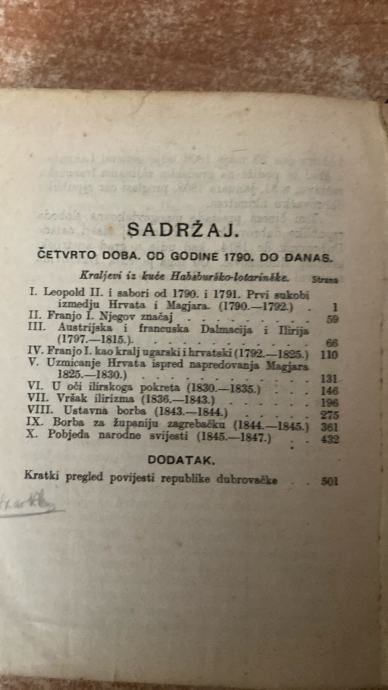 SADRŽAJ.
ČETVRTO DOBA. OD GODINE 1790. DO DANAS.
Kraljevi iz kuće Habsburško-lotarinške. Strana
I. Leopold II. i sabori od 1790. i 1791. Prvi sukobi
izmedju Hrvata i Magjara. (1790.—1792.) . 1
II. Franjo I. Njegov značaj . . . . . . . . 59
III. Austrijska i francuska Dalmacija i Ilirija
(1797.—1815.). . . . . . . . . . . 66
IV. Franjo I. kao kralj ugarski i hrvatski (1792.—1825.) 110
V. Uzmicanje Hrvata ispred napredovanja Magjara
1825.—1830.) . . . . . . . . . . . 131
VI. U oči ilirskoga pokreta (1830.—1835.) . . . 146
VII. Vršak ilirizma (1836.—1843.) . . . . . . 196
VIII. Ustavna borba (1843.—1844.) . . . . . . 275
IX. Borba za županiju zagrebačku (1844.—1845.) 361
X. Pobjeda narodne svijesti (1845.—1847.) . . 432
DODATAK.
Kratki pregled povijesti republike dubrovačke . . 501